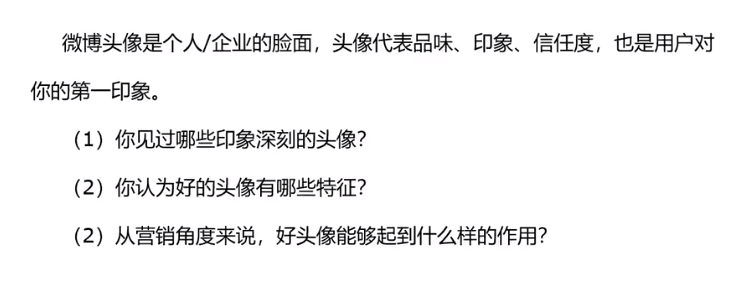 微博头像是个人/企业的脸面，头像代表品味、印象、信任度，也是用户对
你的第一印象。
（1）你见过哪些印象深刻的头像？
（2）你认为好的头像有哪些特征？
（2）从营销角度来说，好头像能够起到什么样的作用？